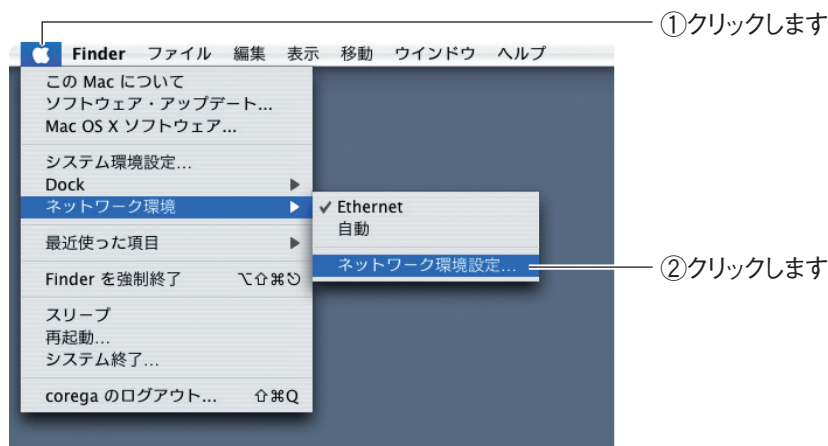 ①クリックします
Finder ファイル 編集 表示 移動 ウインドウ ヘルプ
この Mac について
ソフトウェア・アップデート...
Mac OS X ソフトウェア...
システム環境設定...
Dock
ネットワーク環境
✓ Ethernet
自動
ネットワーク環境設定...
②クリックします
最近使った項目
Finder を強制終了 ⌥⇧⌘⎋
スリープ
再起動...
システム終了...
corega のログアウト... ⇧⌘Q